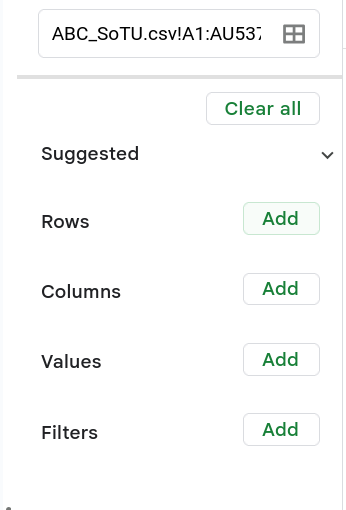 ABC_SoTU.csv!A1:AU537
Clear all
Suggested
Rows Add
Columns Add
Values Add
Filters Add